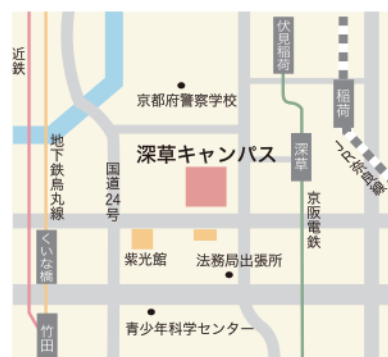 近鉄
伏見稲荷
稲荷
京都府警察学校
地下鉄烏丸線
国道24号
深草キャンパス
深草
JR奈良線
京阪電鉄
くいな橋
紫光館
法務局出張所
竹田
青少年科学センター